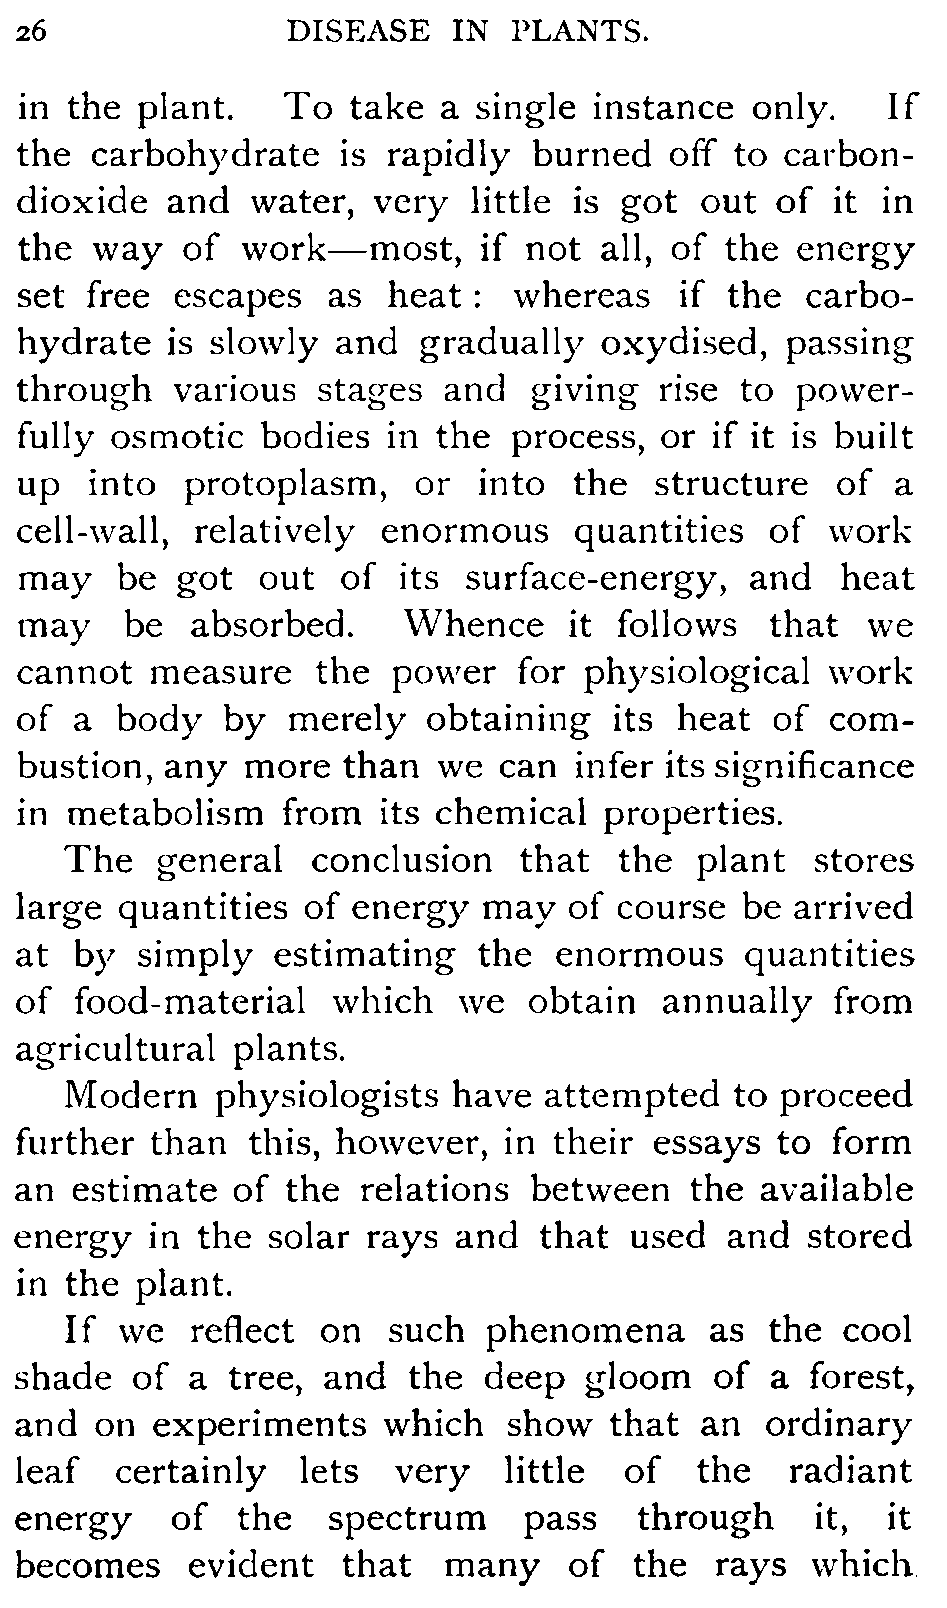 26 DISEASE IN PLANTS.
in the plant. To take a single instance only. If
the carbohydrate is rapidly burned off to carbon-
dioxide and water, very little is got out of it in
the way of work—most, if not all, of the energy
set free escapes as heat: whereas if the carbo-
hydrate is slowly and gradually oxydised, passing
through various stages and giving rise to power-
fully osmotic bodies in the process, or if it is built
up into protoplasm, or into the structure of a
cell-wall, relatively enormous quantities of work
may be got out of its surface-energy, and heat
may be absorbed. Whence it follows that we
cannot measure the power for physiological work
of a body by merely obtaining its heat of com-
bustion, any more than we can infer its significance
in metabolism from its chemical properties.
The general conclusion that the plant stores
large quantities of energy may of course be arrived
at by simply estimating the enormous quantities
of food-material which we obtain annually from
agricultural plants.
Modern physiologists have attempted to proceed
further than this, however, in their essays to form
an estimate of the relations between the available
energy in the solar rays and that used and stored
in the plant.
If we reflect on such phenomena as the cool
shade of a tree, and the deep gloom of a forest,
and on experiments which show that an ordinary
leaf certainly lets very little of the radiant
energy of the spectrum pass through it, it
becomes evident that many of the rays which